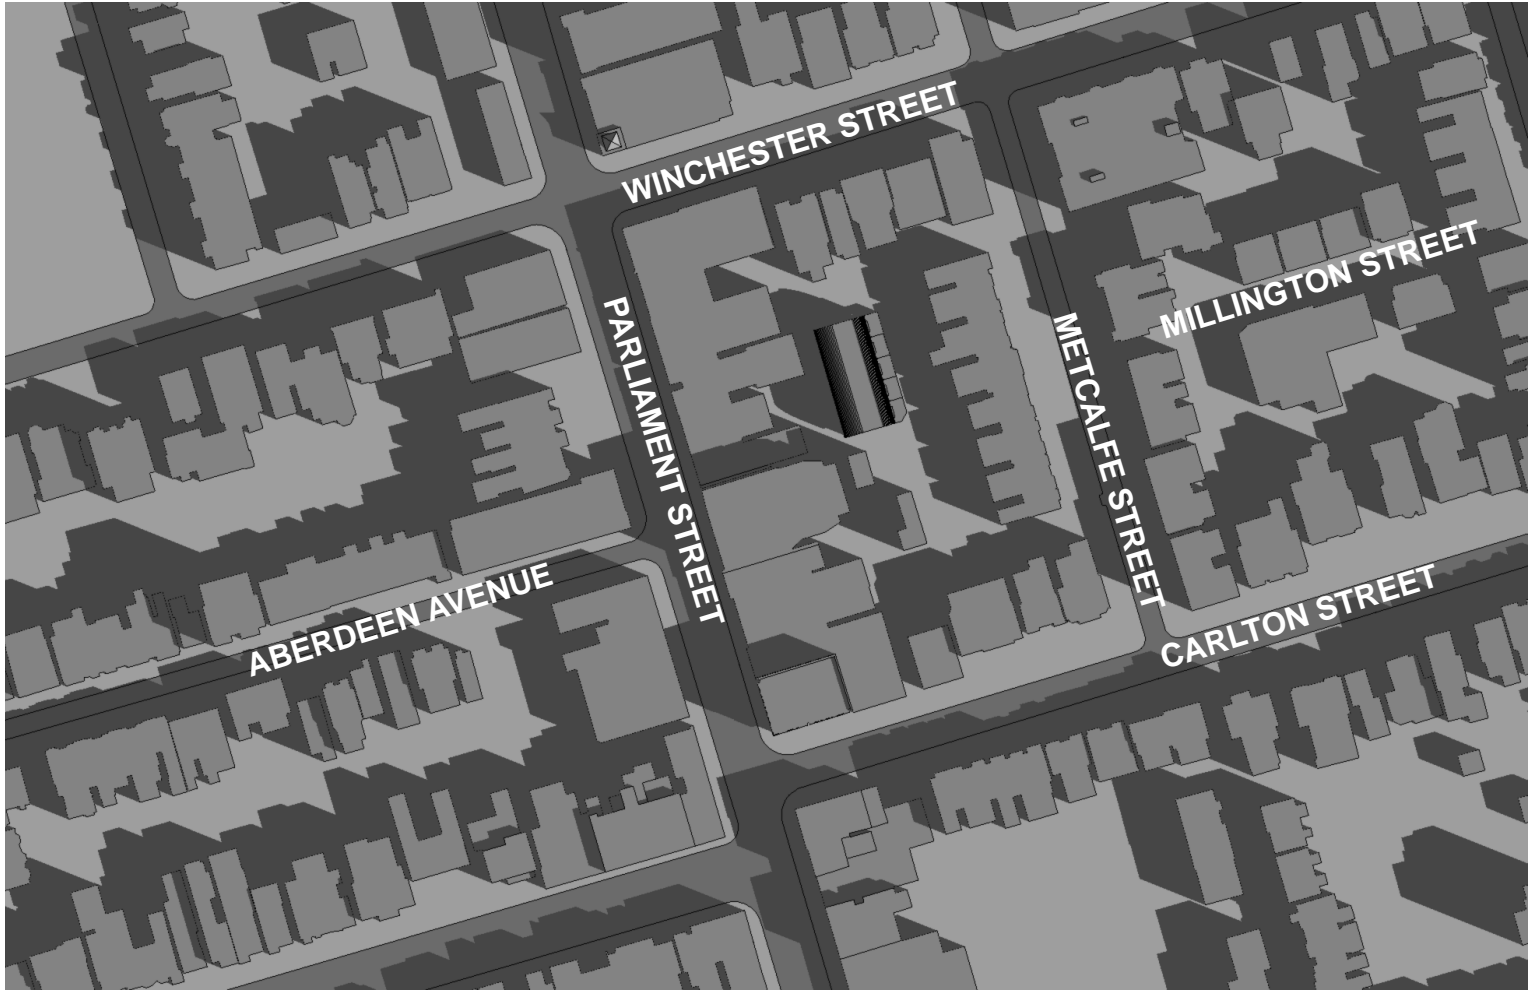 WINCHESTER STREET
MILLINGTON STREET
PARLIAMENT STREET
METCALFE STREET
ABERDEEN AVENUE
CARLTON STREET